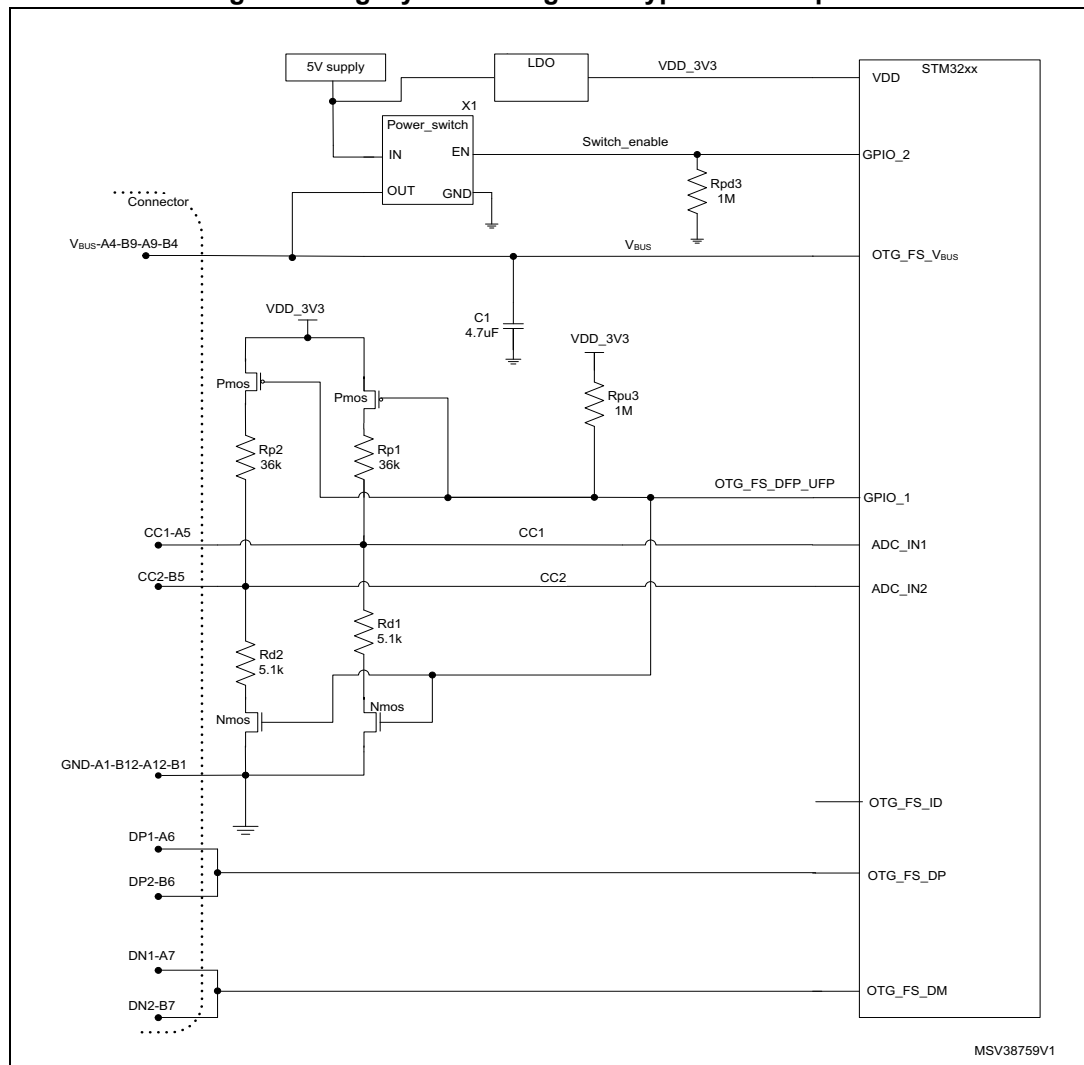 5V supply
LDO
VDD_3V3
STM32xx
VDD
X1
Power_switch
IN
EN
Switch_enable
GPIO_2
OUT
GND
Rpd3
1M
Connector
VBUS-A4-B9-A9-B4
VBUS
OTG_FS_VBUS
VDD_3V3
C1
4.7uF
VDD_3V3
Pmos
Pmos
Rpu3
1M
Rp2
36k
Rp1
36k
OTG_FS_DFP_UFP
GPIO_1
CC1-A5
CC1
ADC_IN1
CC2-B5
CC2
ADC_IN2
Rd1
5.1k
Rd2
5.1k
Nmos
Nmos
GND-A1-B12-A12-B1
OTG_FS_ID
DP1-A6
OTG_FS_DP
DP2-B6
DN1-A7
OTG_FS_DM
DN2-B7
MSV38759V1